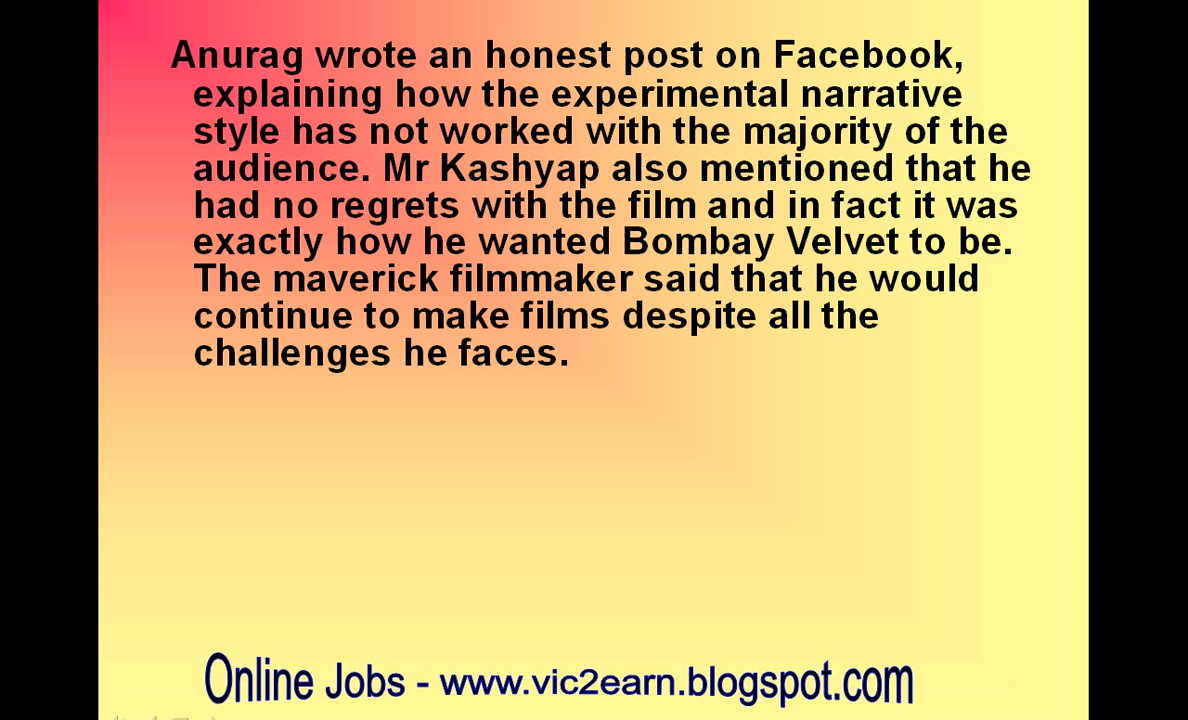 Anurag wrote an honest post on Facebook,
explaining how the experimental narrative
style has not worked with the majority of the
audience. Mr Kashyap also mentioned that he
had no regrets with the film and in fact it was
exactly how he wanted Bombay Velvet to be.
The maverick filmmaker said that he would
continue to make films despite all the
challenges he faces.
Online Jobs - www.vic2earn.blogspot.com